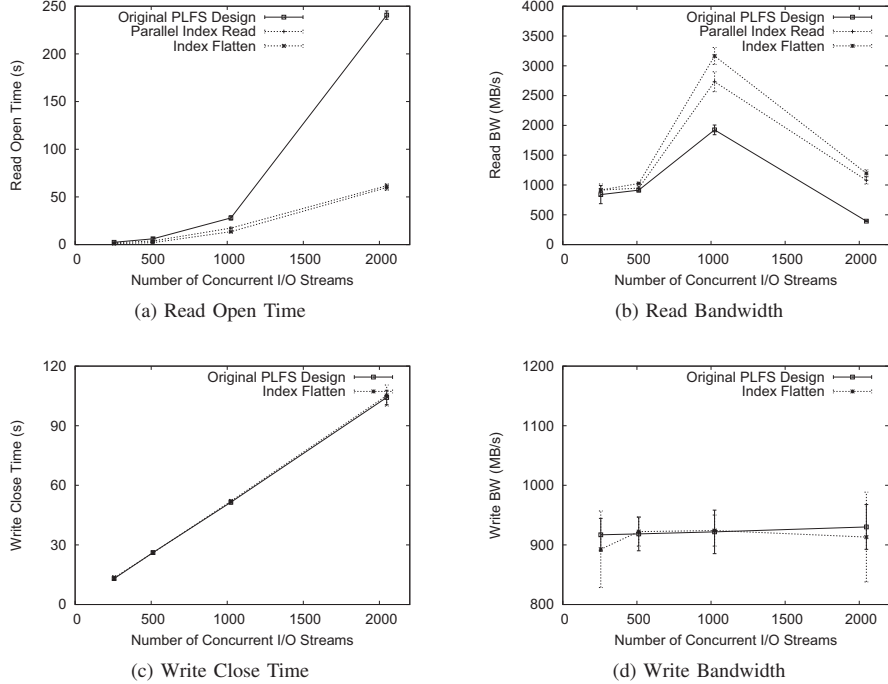 Original PLFS Design
Parallel Index Read
Index Flatten
250
200
150
100
50
0
Read Open Time (s)
0 500 1000 1500 2000
Number of Concurrent I/O Streams
(a) Read Open Time
Original PLFS Design
Parallel Index Read
Index Flatten
4000
3500
3000
2500
2000
1500
1000
500
0
Read BW (MB/s)
0 500 1000 1500 2000
Number of Concurrent I/O Streams
(b) Read Bandwidth
Original PLFS Design
Index Flatten
120
90
60
30
0
Write Close Time (s)
0 500 1000 1500 2000
Number of Concurrent I/O Streams
(c) Write Close Time
Original PLFS Design
Index Flatten
1200
1100
1000
900
800
Write BW (MB/s)
0 500 1000 1500 2000
Number of Concurrent I/O Streams
(d) Write Bandwidth